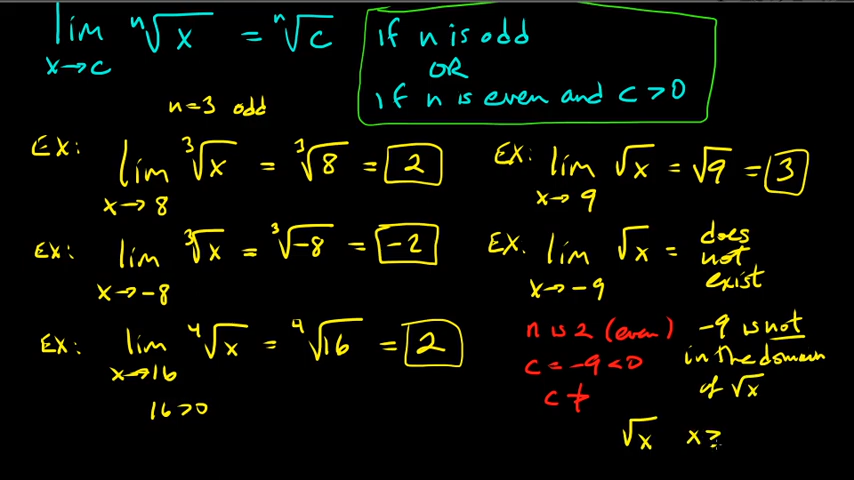 lim x→c ⁿ√x = ⁿ√c
if n is odd
OR
if n is even and c > 0
n=3 odd
EX: lim x→8 ³√x = ³√8 = 2
EX: lim x→-8 ³√x = ³√-8 = -2
EX: lim x→16 ⁴√x = ⁴√16 = 2
16>0
EX: lim x→9 √x = √9 = 3
EX. lim x→-9 √x = does
not
exist
n is 2 (even)
c = -9 < 0
c ≯
-9 is not
in the domain
of √x
√x x≥